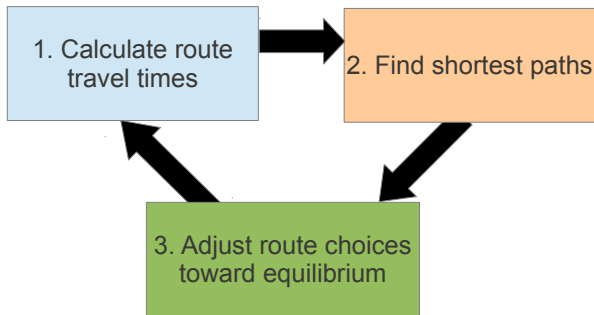 1. Calculate route
travel times
2. Find shortest paths
3. Adjust route choices
toward equilibrium